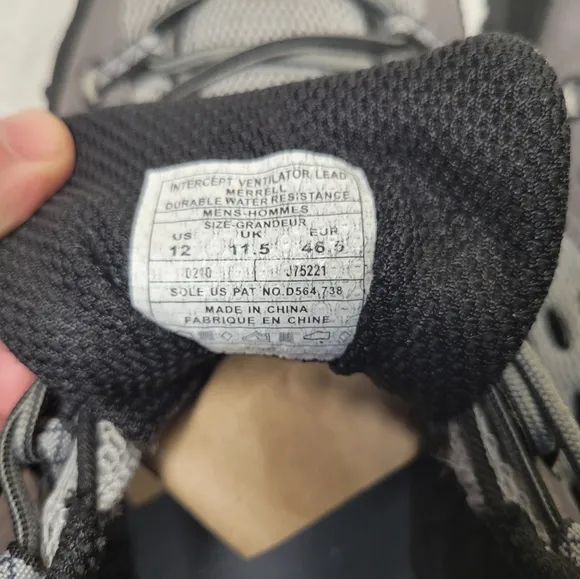 INTERCEPT VENTILATOR LEAD
MERRELL
DURABLE WATER RESISTANCE
MENS-HOMMES
SIZE-GRANDEUR
US UK EUR
12 11.5 46.5
0210 J75221
SOLE US PAT NO.D564,738
MADE IN CHINA
FABRIQUE EN CHINE